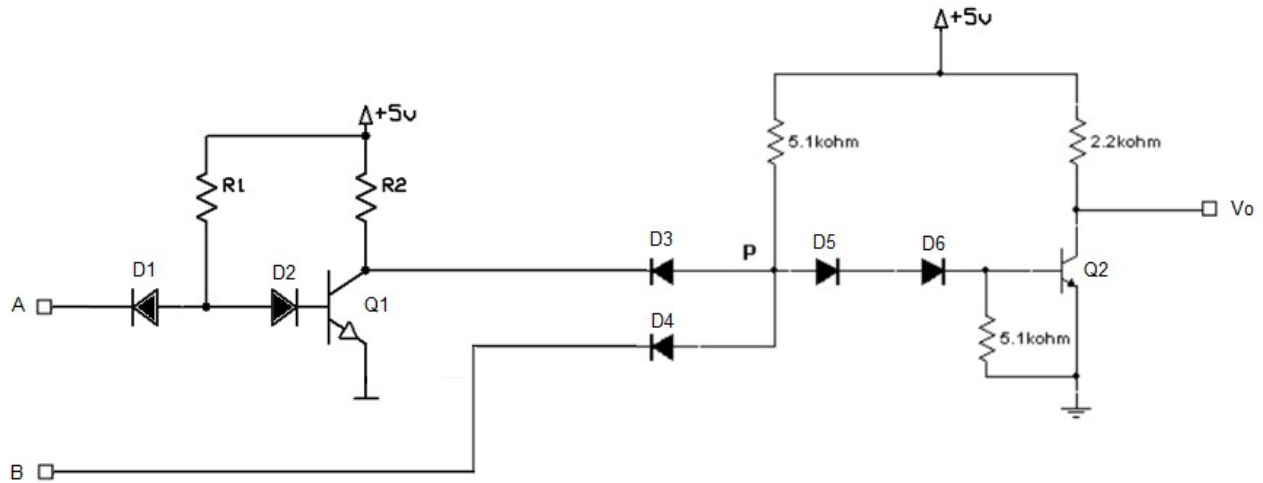 +5v
+5v
5.1kohm
2.2kohm
R1
R2
Vo
D3
P
D5
D6
D1
D2
Q2
A
Q1
D4
5.1kohm
B